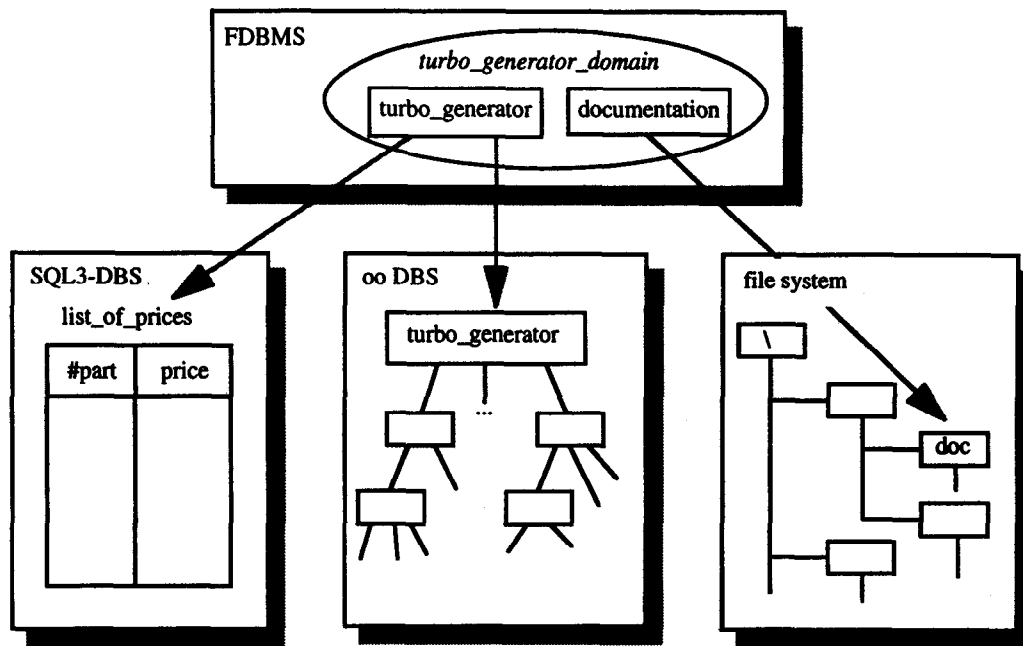 FDBMS
turbo_generator_domain
turbo_generator
documentation
SQL3-DBS
list_of_prices
#part
price
oo DBS
turbo_generator
...
file system
\
doc